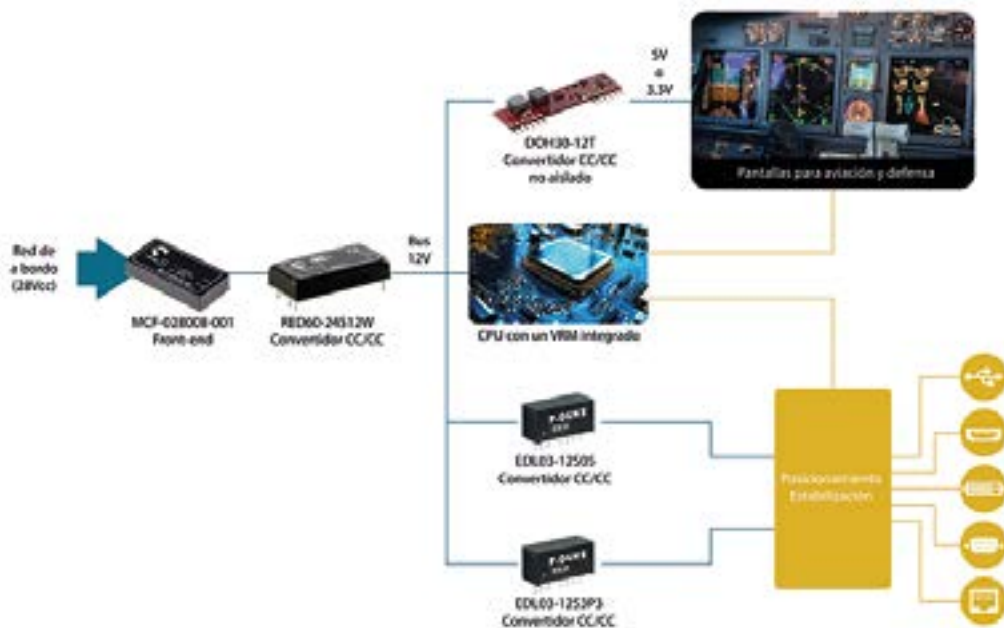 5V
o
3.3V
DOH30-12T
Convertidor CC/CC
no aislado
Pantallas para aviación y defensa
Red de
a bordo
(28Vcc)
Bus
12V
MCF-028008-001
Front-end
RED60-24S12W
Convertidor CC/CC
CPU con un VRM integrado
P-DUKE
EDL03-12S05
Convertidor CC/CC
Posicionamiento
Estabilización
P-DUKE
EDL03-12S3P3
Convertidor CC/CC